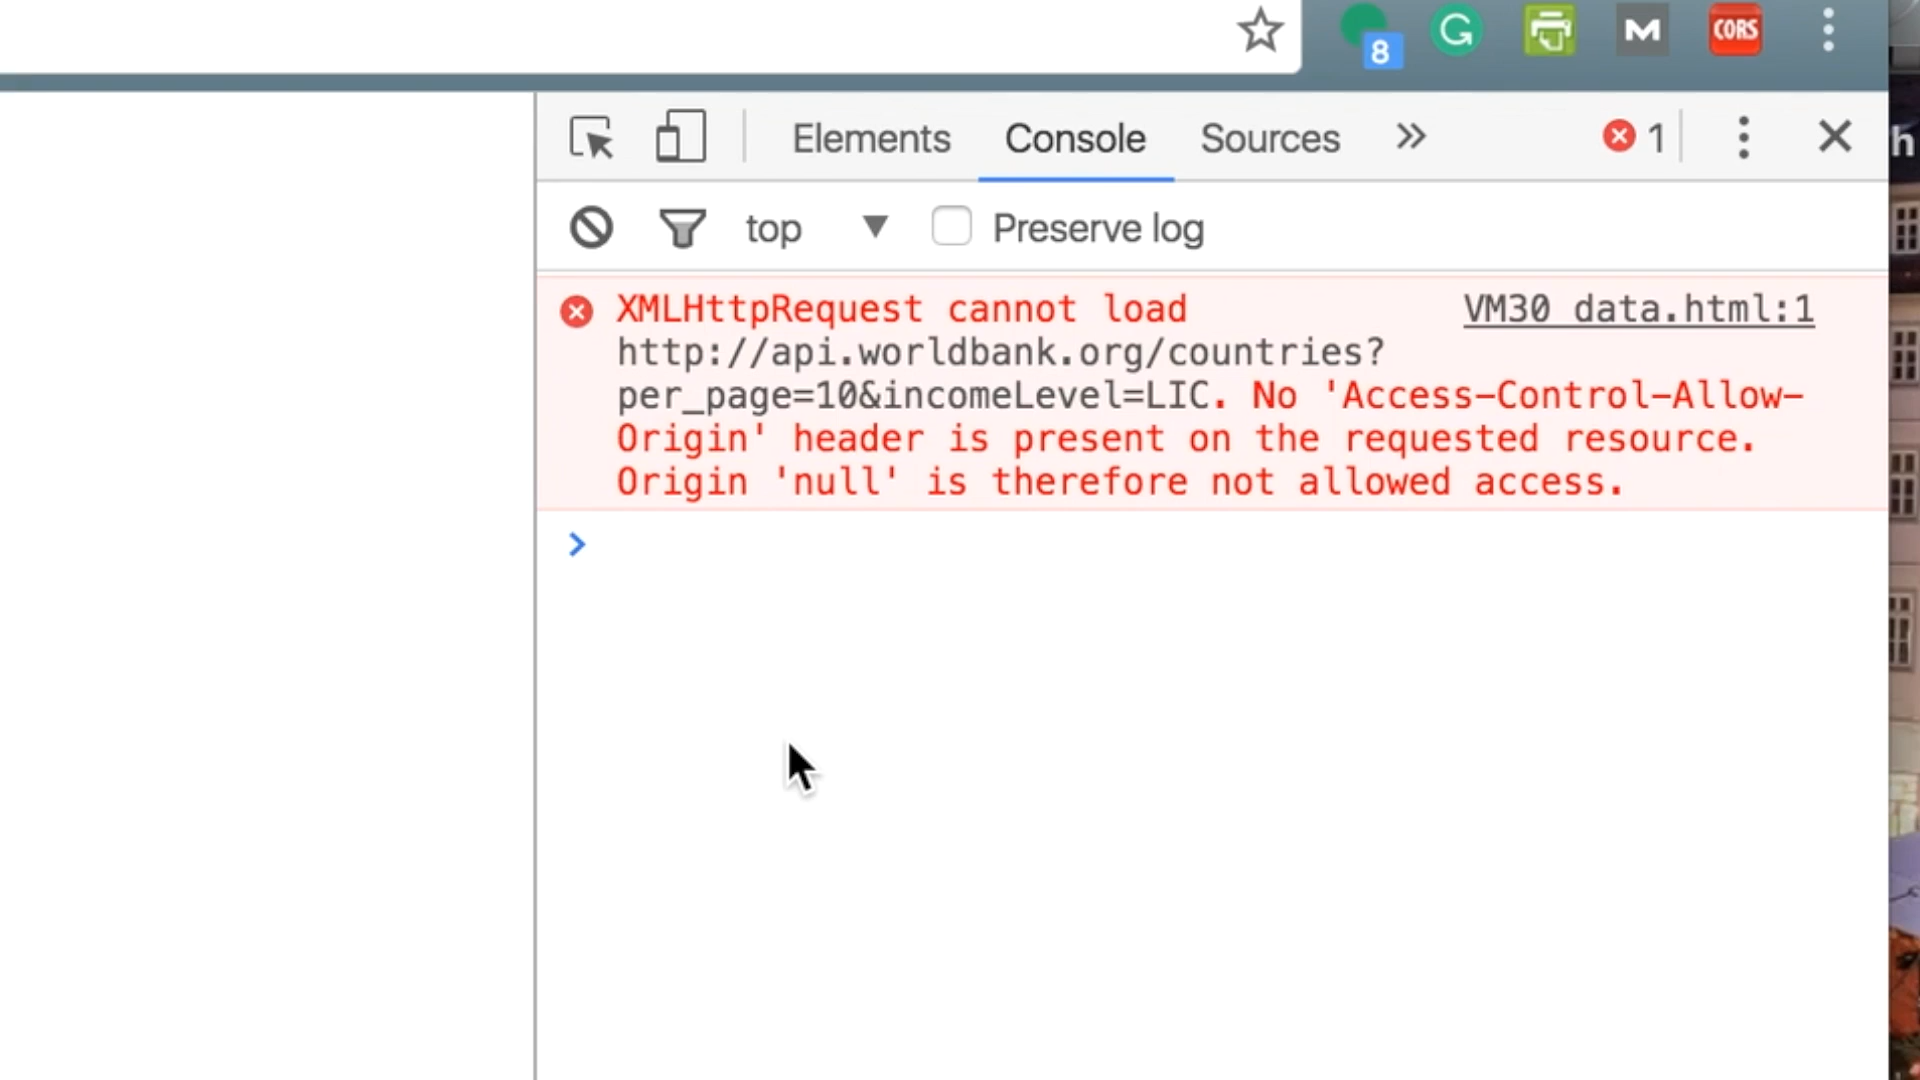 8
G
M
CORS
h
Elements Console Sources » 1
top Preserve log
XMLHttpRequest cannot load VM30 data.html:1
http://api.worldbank.org/countries?
per_page=10&incomeLevel=LIC. No 'Access-Control-Allow-
Origin' header is present on the requested resource.
Origin 'null' is therefore not allowed access.
>